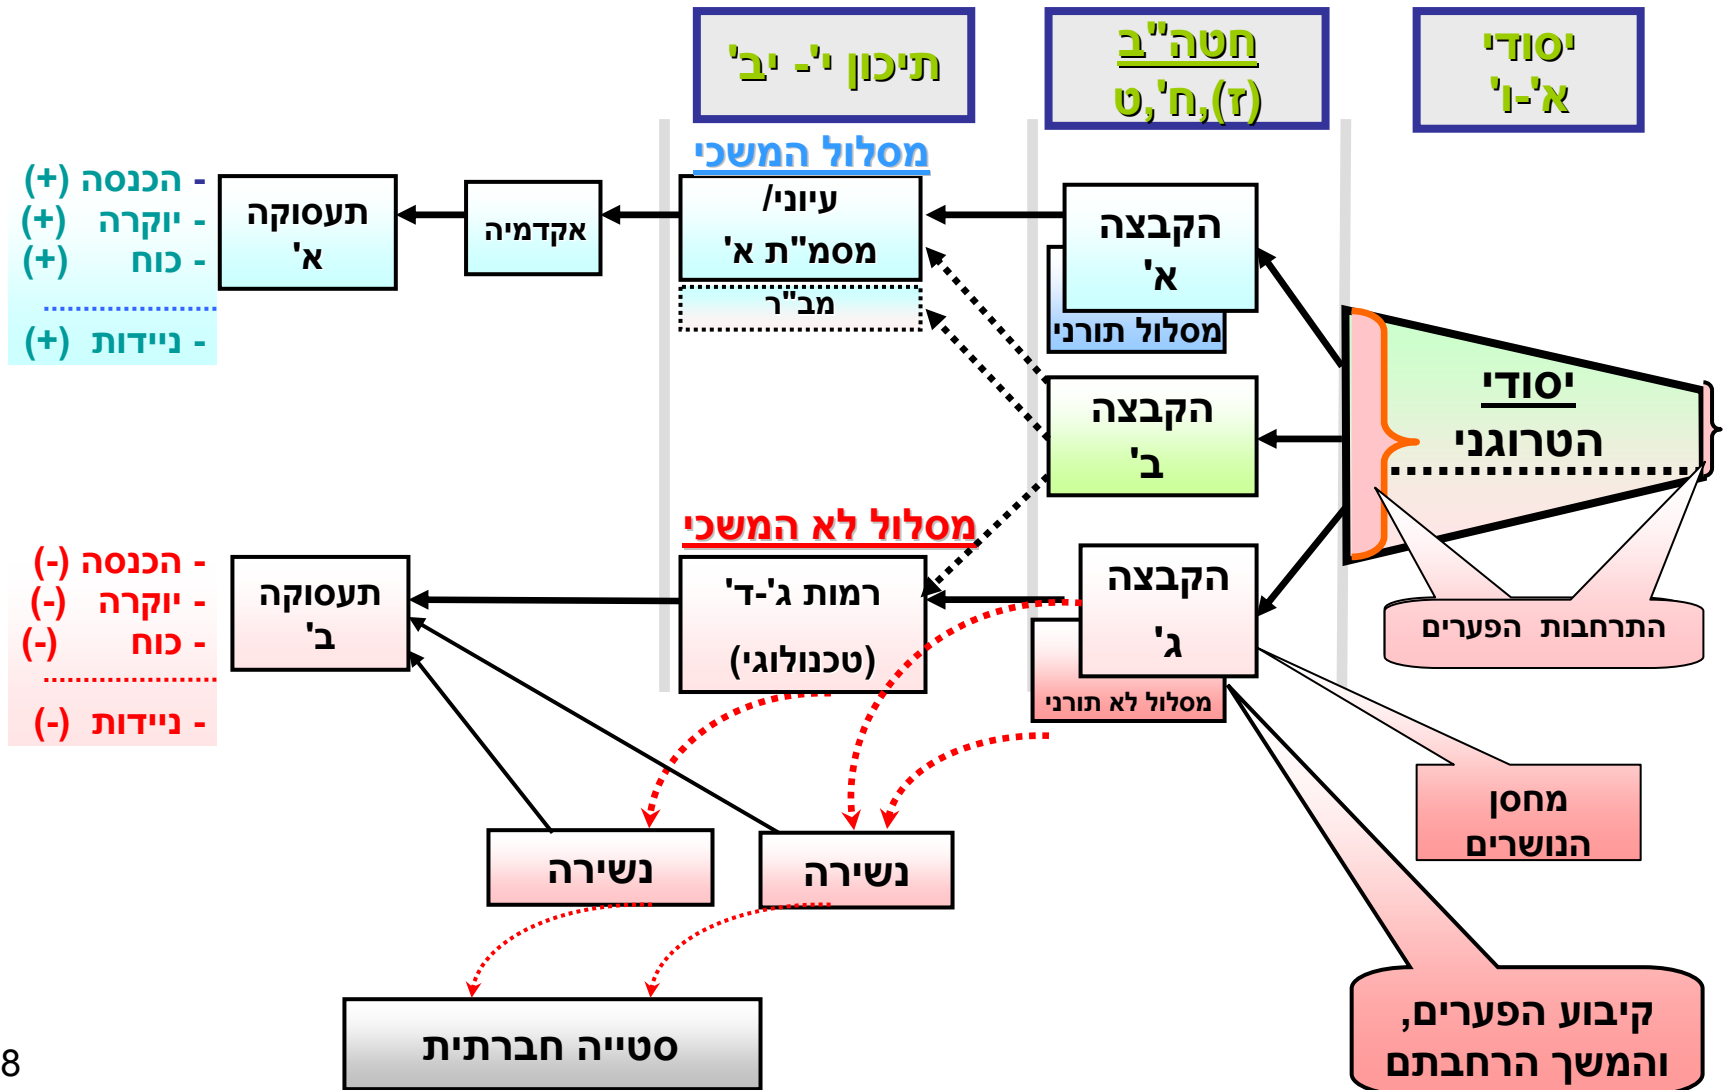 יסודי
א'-ו'
חטה"ב
(ז),ח',ט
תיכון י'- יב'
יסודי
הטרוגני
התרחבות הפערים
הקבצה
א'
מסלול תורני
הקבצה
ב'
הקבצה
ג'
מסלול לא תורני
מחסן
הנושרים
קיבוע הפערים,
והמשך הרחבתם
מסלול המשכי
עיוני/
מסמ"ת א'
מב"ר
אקדמיה
תעסוקה
א'
- הכנסה (+)
- יוקרה (+)
- כוח (+)
- ניידות (+)
מסלול לא המשכי
רמות ג'-ד'
(טכנולוגי)
תעסוקה
ב'
- הכנסה (-)
- יוקרה (-)
- כוח (-)
- ניידות (-)
נשירה
נשירה
סטייה חברתית
8